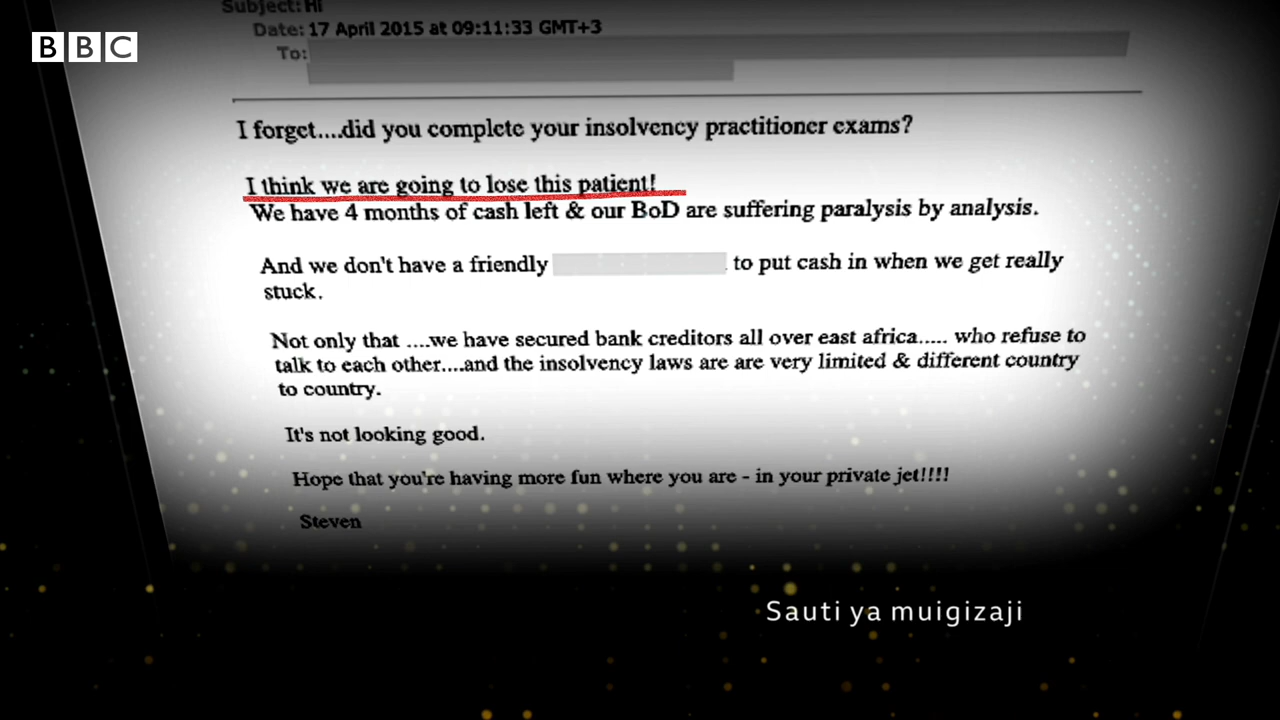 BBC
Subject: Hi
Date: 17 April 2015 at 09:11:33 GMT+3
To:
I forget....did you complete your insolvency practitioner exams?
I think we are going to lose this patient!
We have 4 months of cash left & our BoD are suffering paralysis by analysis.
And we don't have a friendly to put cash in when we get really
stuck.
Not only that ....we have secured bank creditors all over east africa..... who refuse to
talk to each other....and the insolvency laws are are very limited & different country
to country.
It's not looking good.
Hope that you're having more fun where you are - in your private jet!!!!
Steven
Sauti ya muigizaji